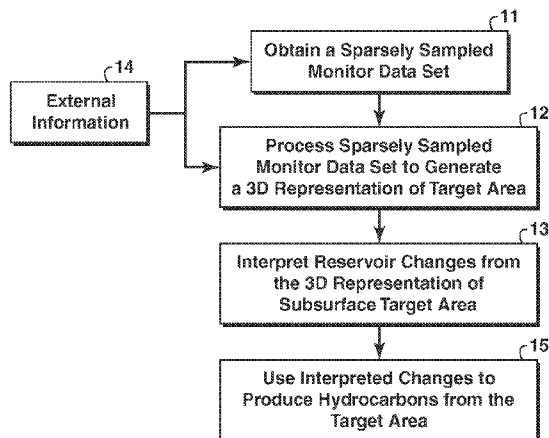 11
Obtain a Sparsely Sampled
Monitor Data Set
14
External
Information
12
Process Sparsely Sampled
Monitor Data Set to Generate
a 3D Representation of Target Area
13
Interpret Reservoir Changes from
the 3D Representation of
Subsurface Target Area
15
Use Interpreted Changes to
Produce Hydrocarbons from the
Target Area